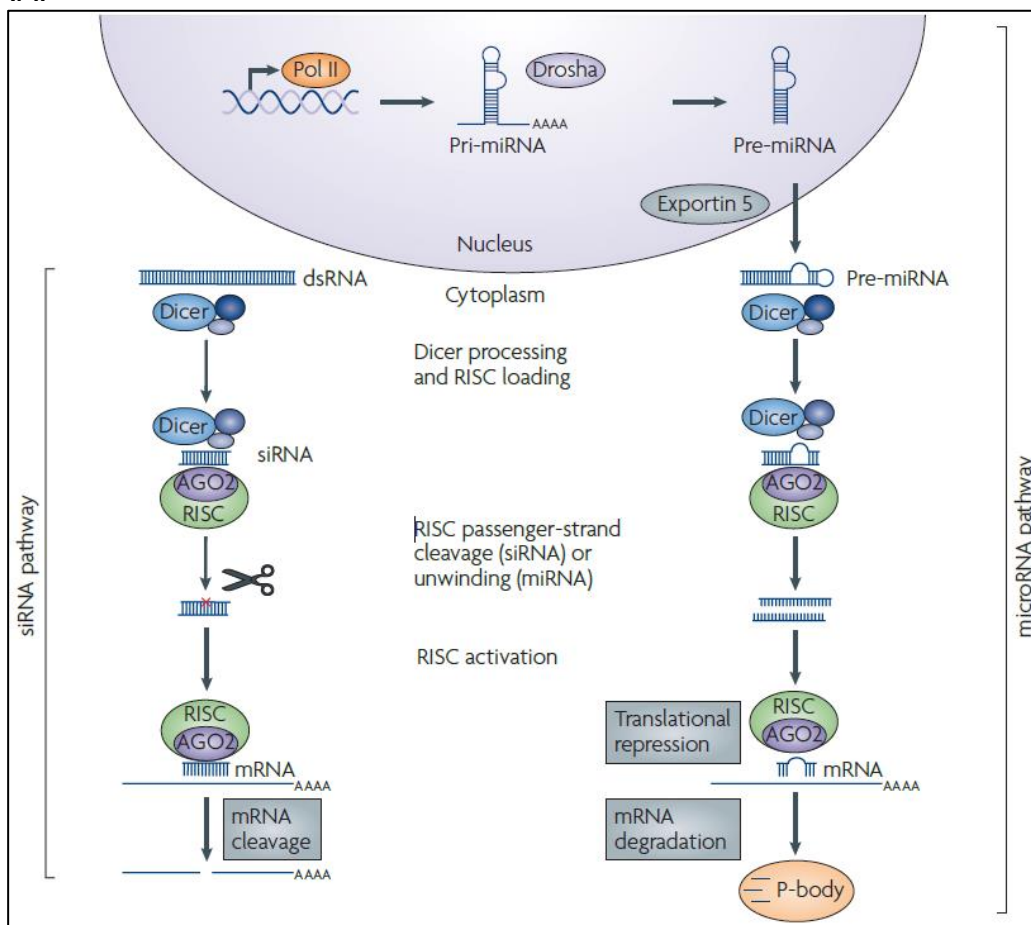 Pol II
Drosha
AAAA
Pri-miRNA
Pre-miRNA
Exportin 5
Nucleus
dsRNA
Cytoplasm
Pre-miRNA
Dicer
Dicer
Dicer processing
and RISC loading
Dicer
siRNA
Dicer
AGO2
RISC
AGO2
RISC
RISC passenger-strand
cleavage (siRNA) or
unwinding (miRNA)
siRNA pathway
microRNA pathway
RISC activation
RISC
AGO2
mRNA
AAAA
Translational
repression
RISC
AGO2
mRNA
AAAA
mRNA
cleavage
AAAA
mRNA
degradation
P-body